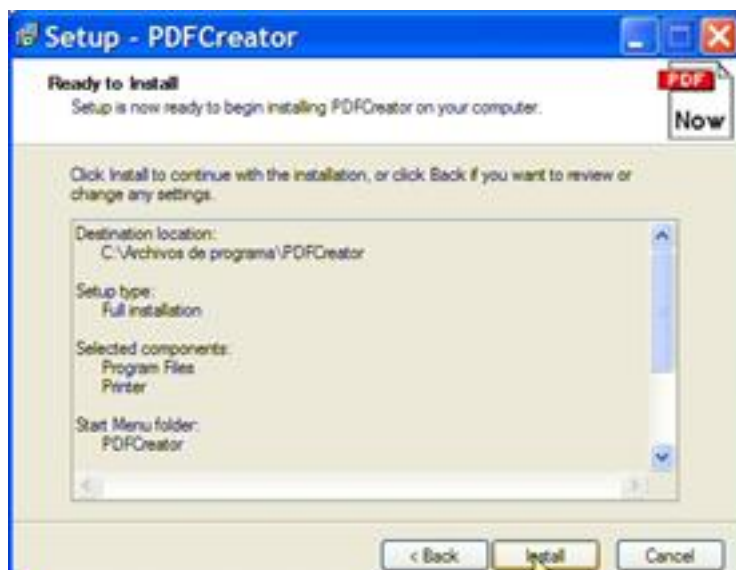 Setup - PDFCreator
Ready to Install
Setup is now ready to begin installing PDFCreator on your computer.
PDF
Now
Click Install to continue with the installation, or click Back if you want to review or
change any settings.
Destination location:
C:\Archivos de programa\PDFCreator
Setup type:
Full installation
Selected components:
Program Files
Printer
Start Menu folder:
PDFCreator
< Back
Install
Cancel